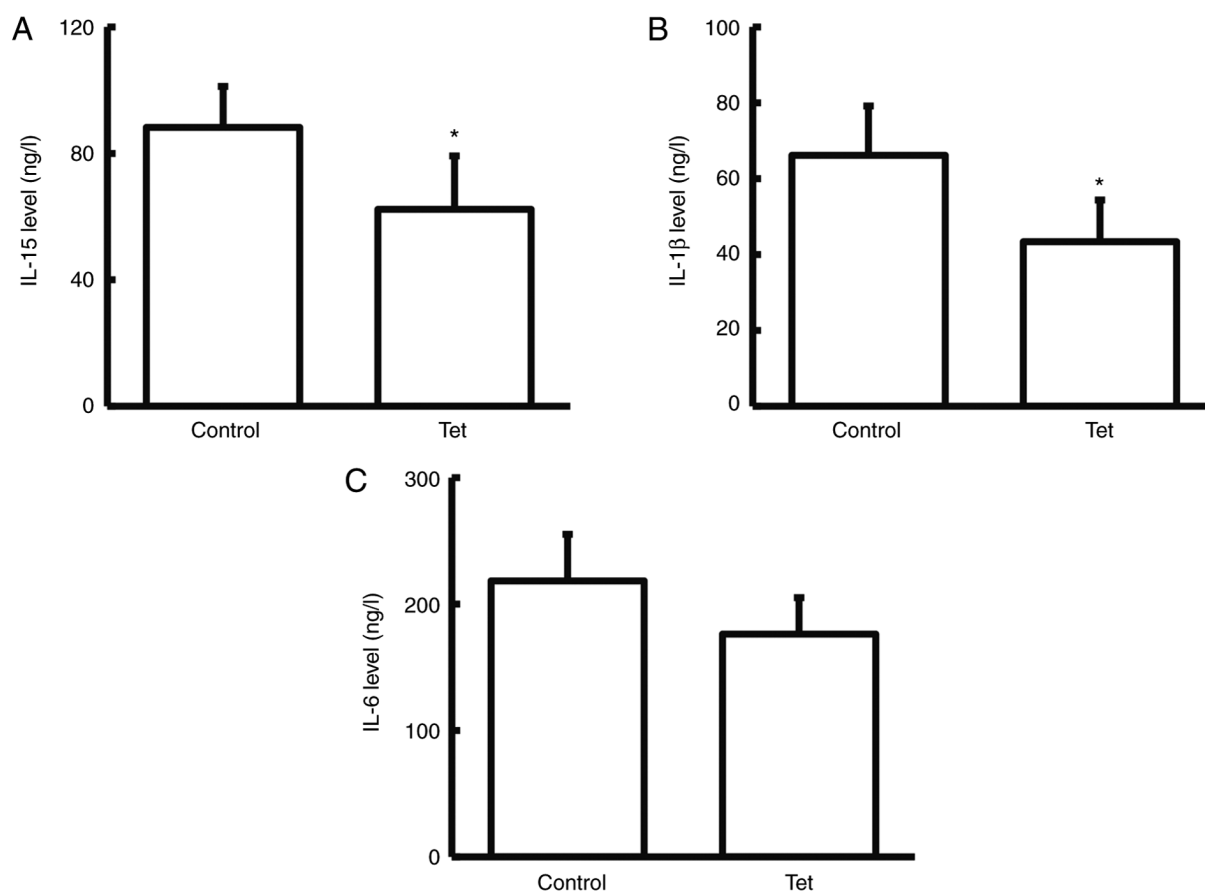 A
IL-15 level (ng/l)
120
80
40
0
*
Control
Tet
B
IL-1β level (ng/l)
100
80
60
40
20
0
*
Control
Tet
C
IL-6 level (ng/l)
300
200
100
0
Control
Tet